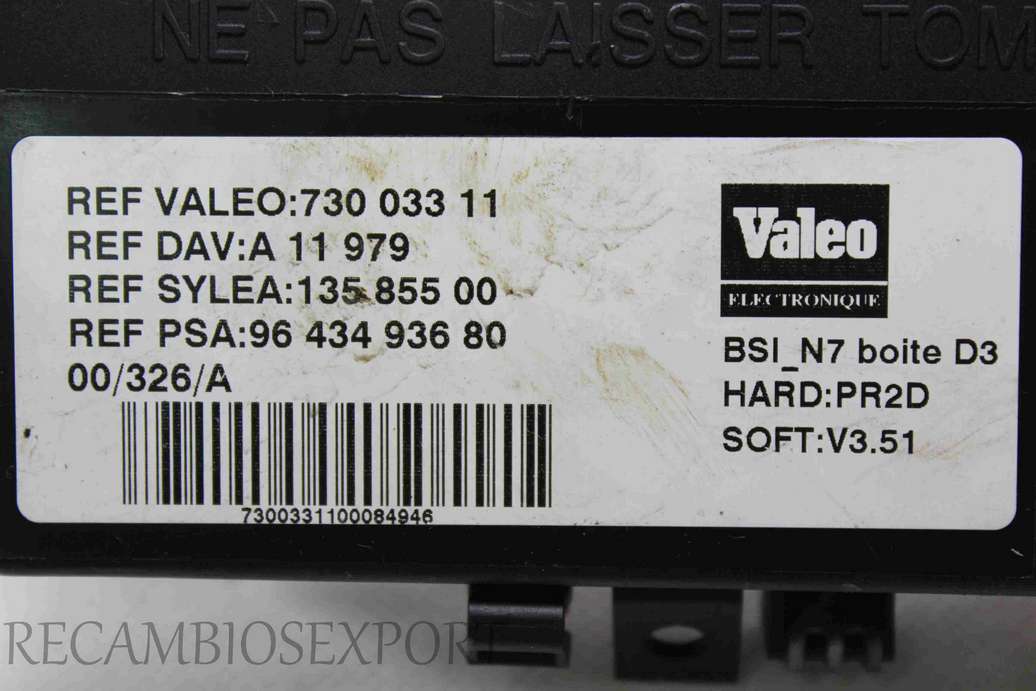 NE PAS LAISSER TOM
REF VALEO:730 033 11
REF DAV:A 11 979
REF SYLEA:135 855 00
REF PSA:96 434 936 80
00/326/A
7300331100084946
Valeo
ELECTRONIQUE
BSI_N7 boite D3
HARD:PR2D
SOFT:V3.51
RECAMBIOSEXPORT